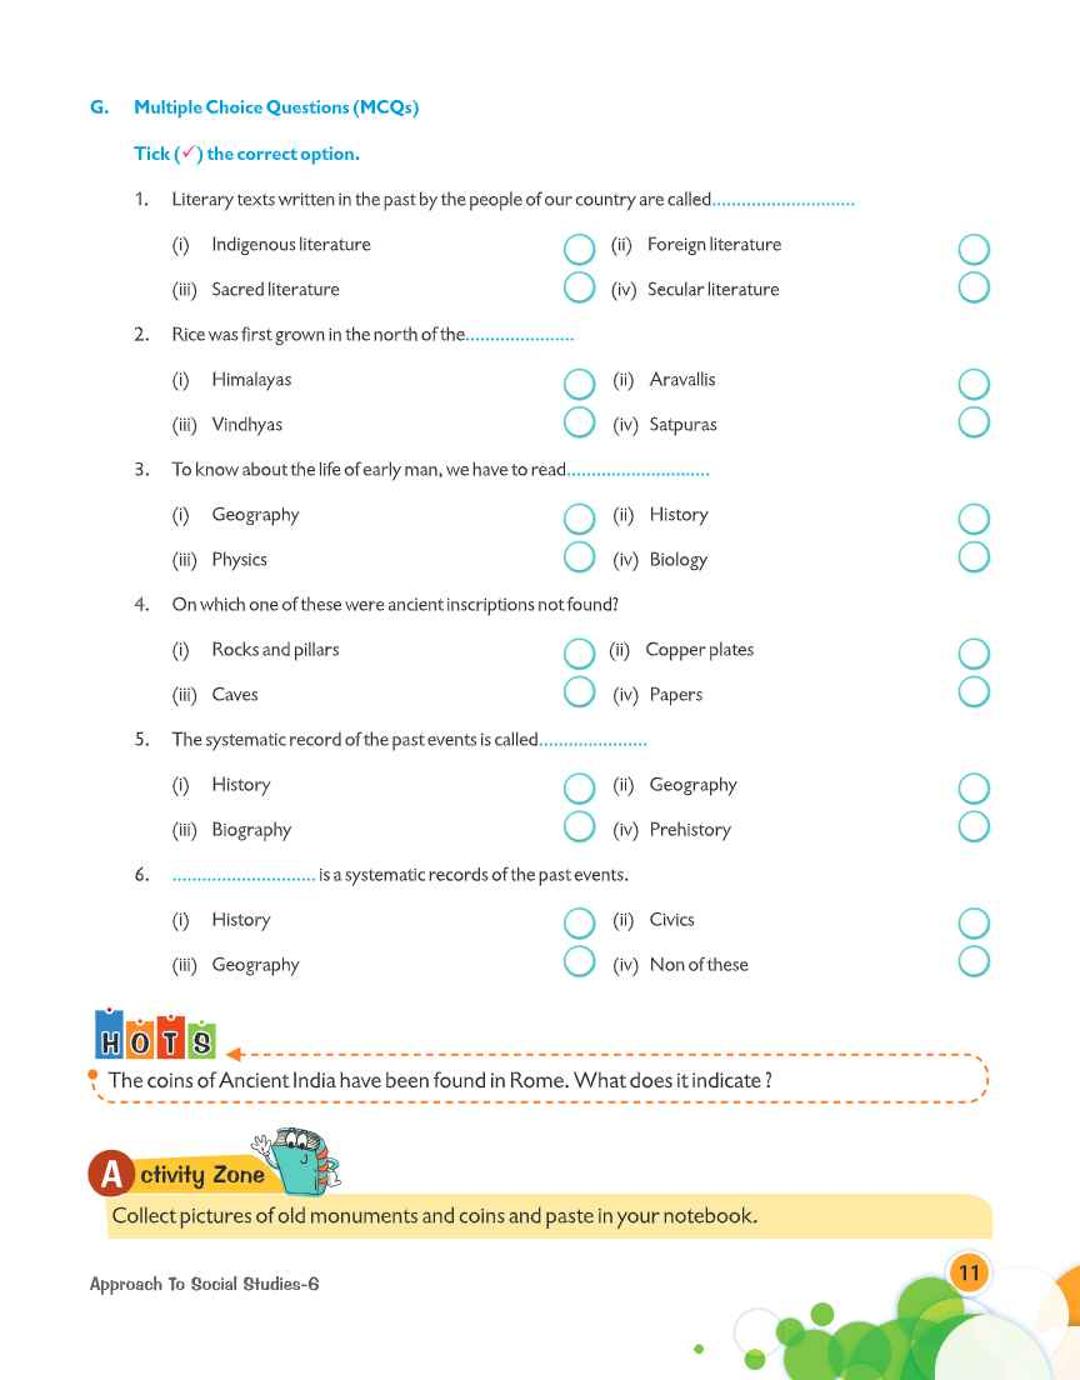 G. Multiple Choice Questions (MCQs)
Tick (✓) the correct option.
1. Literary texts written in the past by the people of our country are called.............................
(i) Indigenous literature (ii) Foreign literature
(iii) Sacred literature (iv) Secular literature
2. Rice was first grown in the north of the......................
(i) Himalayas (ii) Aravallis
(iii) Vindhyas (iv) Satpuras
3. To know about the life of early man, we have to read.............................
(i) Geography (ii) History
(iii) Physics (iv) Biology
4. On which one of these were ancient inscriptions not found?
(i) Rocks and pillars (ii) Copper plates
(iii) Caves (iv) Papers
5. The systematic record of the past events is called......................
(i) History (ii) Geography
(iii) Biography (iv) Prehistory
6. ............................. is a systematic records of the past events.
(i) History (ii) Civics
(iii) Geography (iv) Non of these
HOTS
The coins of Ancient India have been found in Rome. What does it indicate ?
Activity Zone
Collect pictures of old monuments and coins and paste in your notebook.
Approach To Social Studies-6
11